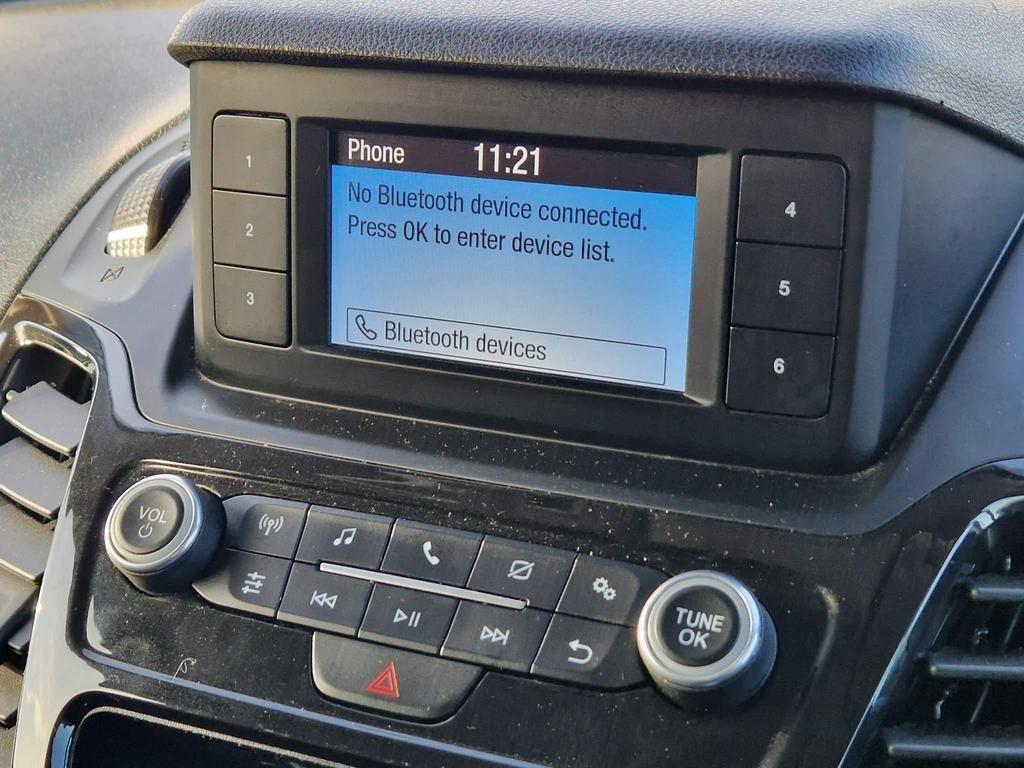 1
2
3
Phone 11:21
No Bluetooth device connected.
Press OK to enter device list.
Bluetooth devices
4
5
6
VOL
TUNE
OK